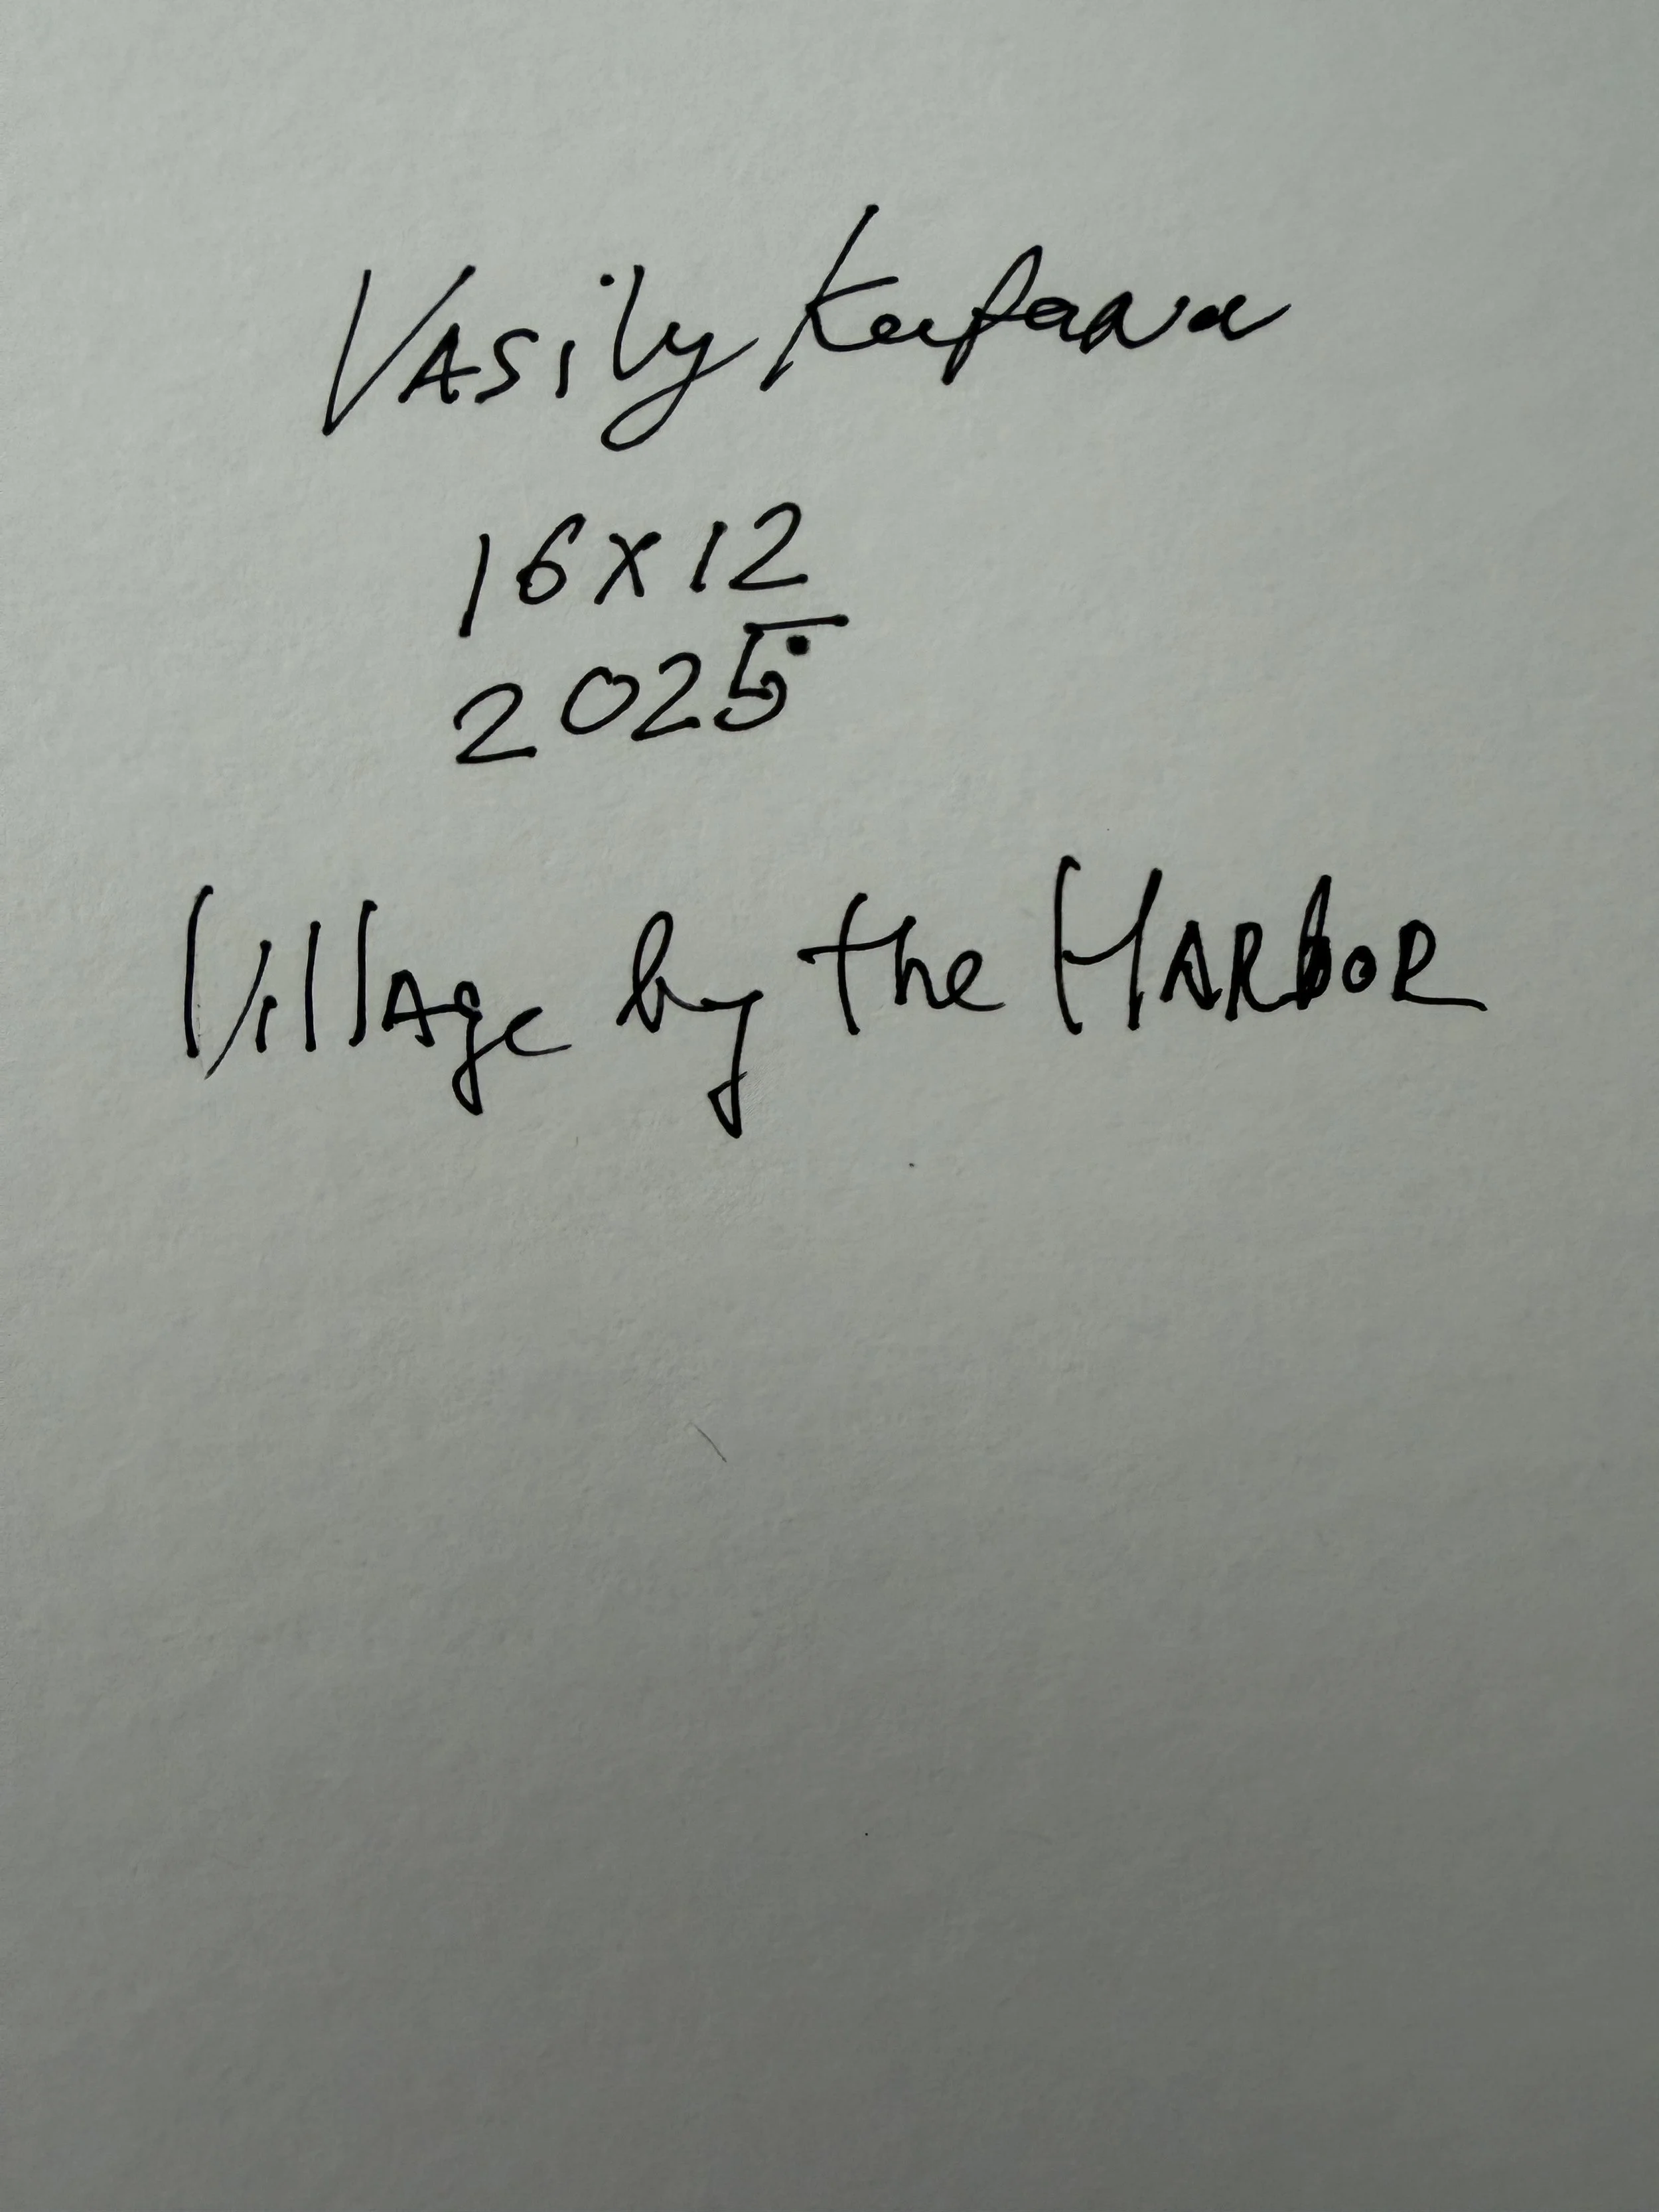 VASily
16x12
2025
VillAge by the HARbOR